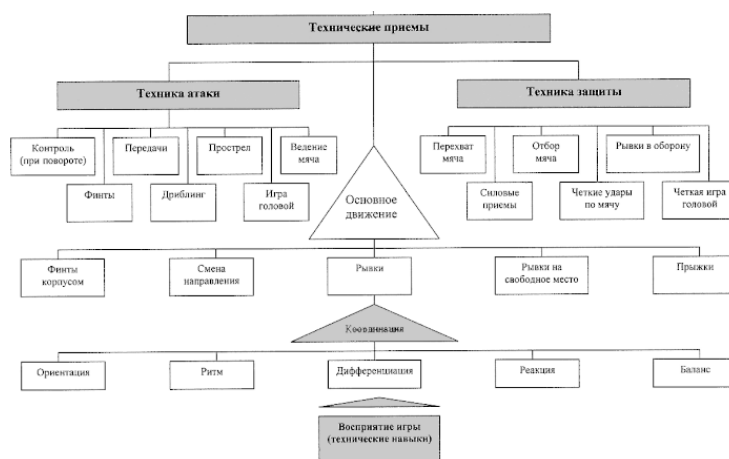 Технические приемы
Техника атаки
Техника защиты
Контроль
(при повороте)
Передачи
Прострел
Ведение
мяча
Финты
Дриблинг
Игра
головой
Перехват
мяча
Отбор
мяча
Рывки в оборону
Силовые
приемы
Четкие удары
по мячу
Четкая игра
головой
Основное
движение
Финты
корпусом
Смена
направления
Рывки
Рывки на
свободное место
Прыжки
Координация
Ориентация
Ритм
Дифференциация
Реакция
Баланс
Восприятие игры
(технические навыки)